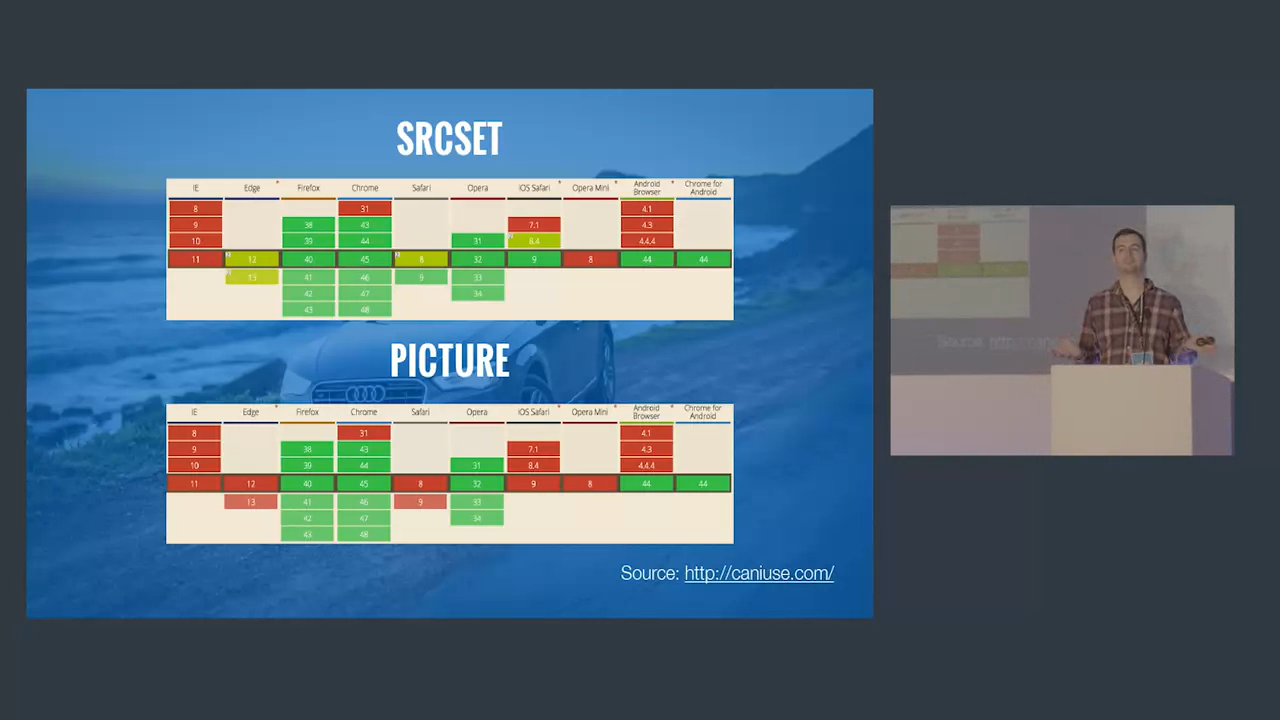 SRCSET
IE Edge Firefox Chrome Safari Opera iOS Safari Opera Mini Android Browser Chrome for Android
8 31 4.1
9 38 43 7.1 4.3
10 39 44 31 8.4 4.4.4
11 12 40 45 8 32 9 8 44 44
13 41 46 9 33
42 47 34
43 48
PICTURE
IE Edge Firefox Chrome Safari Opera iOS Safari Opera Mini Android Browser Chrome for Android
8 31 4.1
9 38 43 7.1 4.3
10 39 44 31 8.4 4.4.4
11 12 40 45 8 32 9 8 44 44
13 41 46 9 33
42 47 34
43 48
Source: http://caniuse.com/